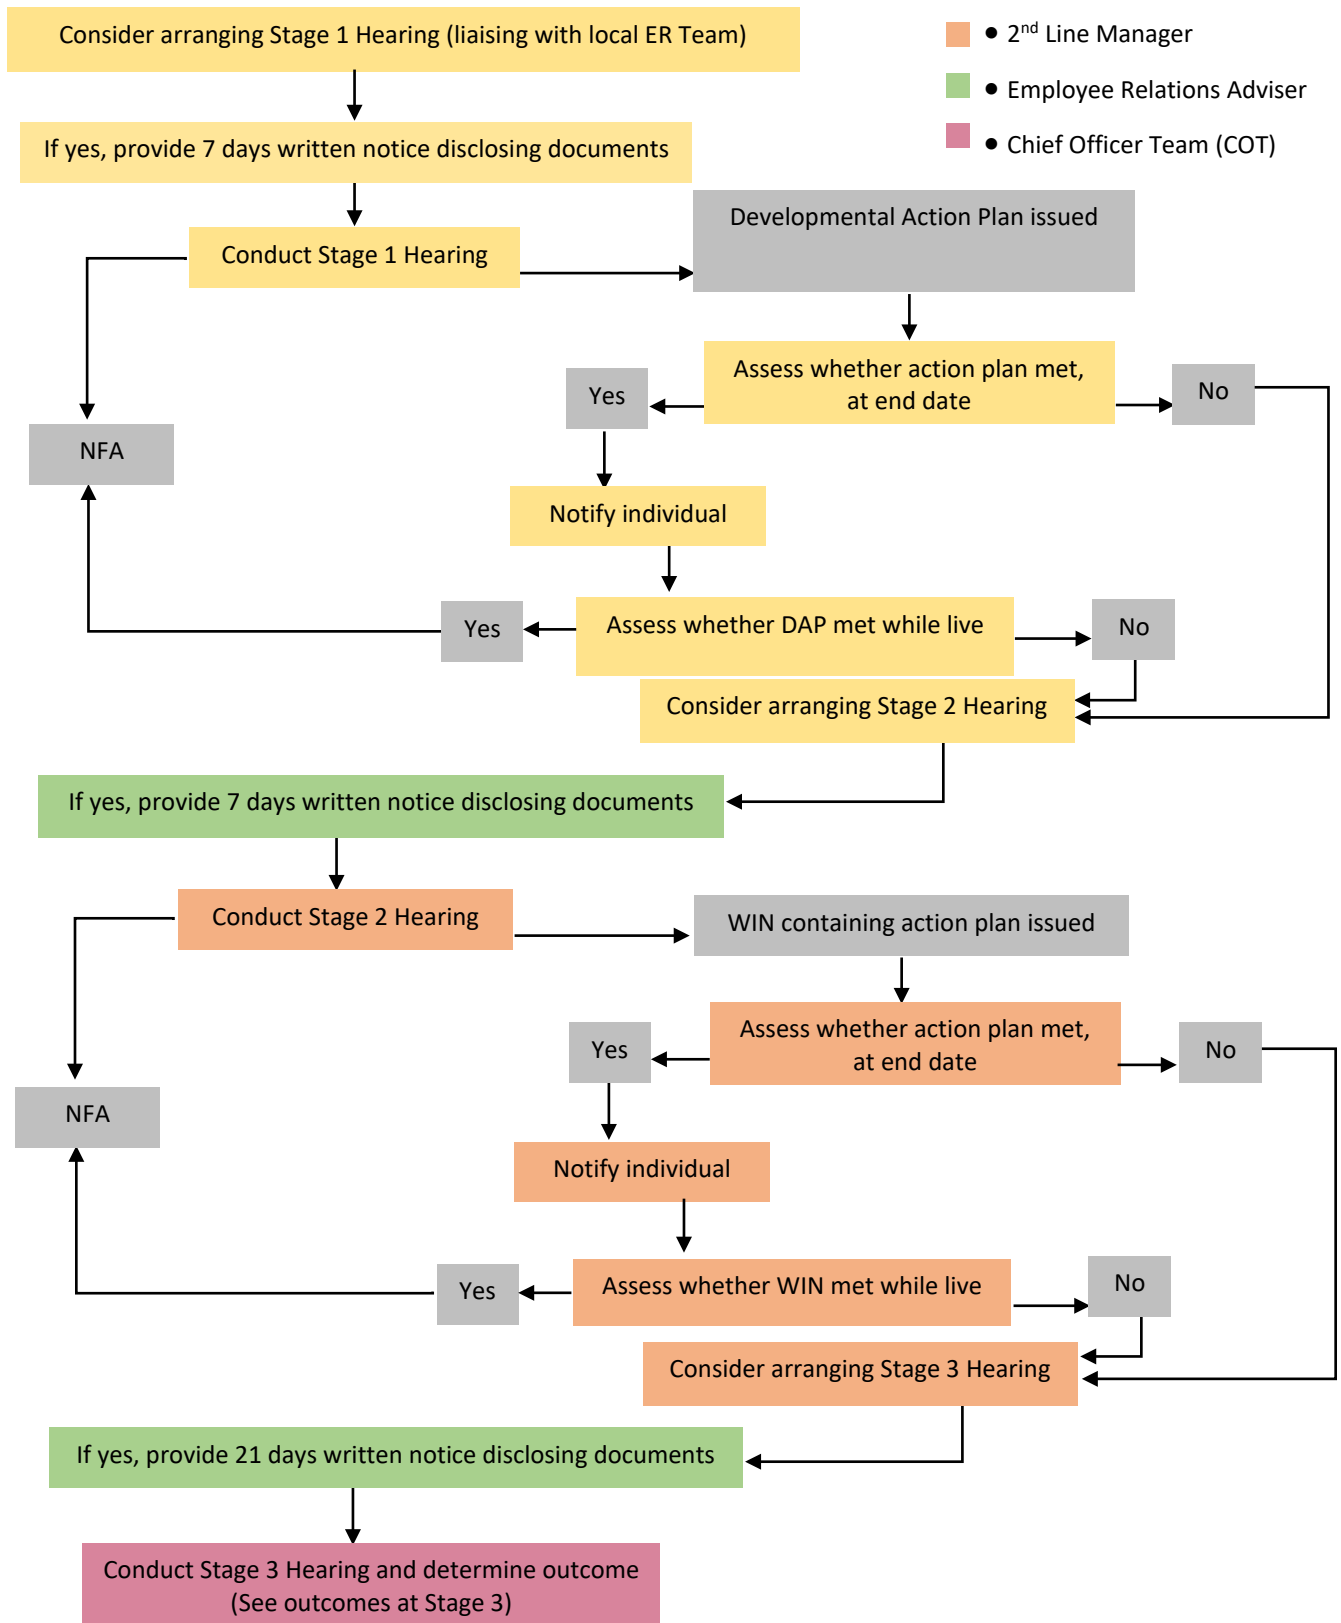 Consider arranging Stage 1 Hearing (liaising with local ER Team)
• 2nd Line Manager
• Employee Relations Adviser
• Chief Officer Team (COT)
If yes, provide 7 days written notice disclosing documents
Developmental Action Plan issued
Conduct Stage 1 Hearing
Assess whether action plan met,
at end date
Yes
No
NFA
Notify individual
Assess whether DAP met while live
Yes
No
Consider arranging Stage 2 Hearing
If yes, provide 7 days written notice disclosing documents
Conduct Stage 2 Hearing
WIN containing action plan issued
Assess whether action plan met,
at end date
Yes
No
NFA
Notify individual
Assess whether WIN met while live
Yes
No
Consider arranging Stage 3 Hearing
If yes, provide 21 days written notice disclosing documents
Conduct Stage 3 Hearing and determine outcome
(See outcomes at Stage 3)